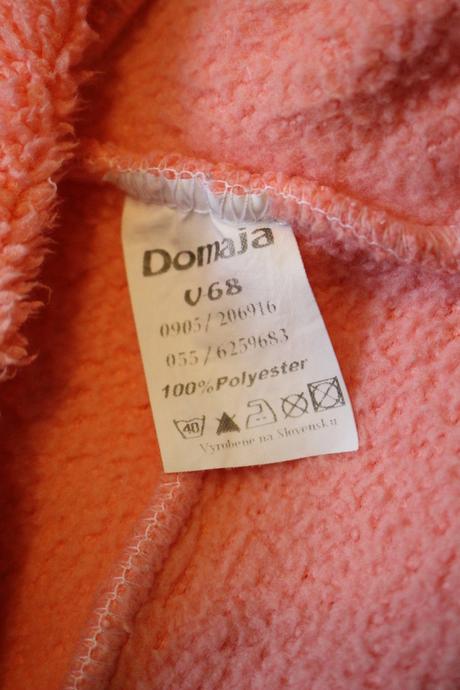 Domaja
V-68
0905/206916
055/6259683
100%Polyester
40
Vyrobene na Slovensku